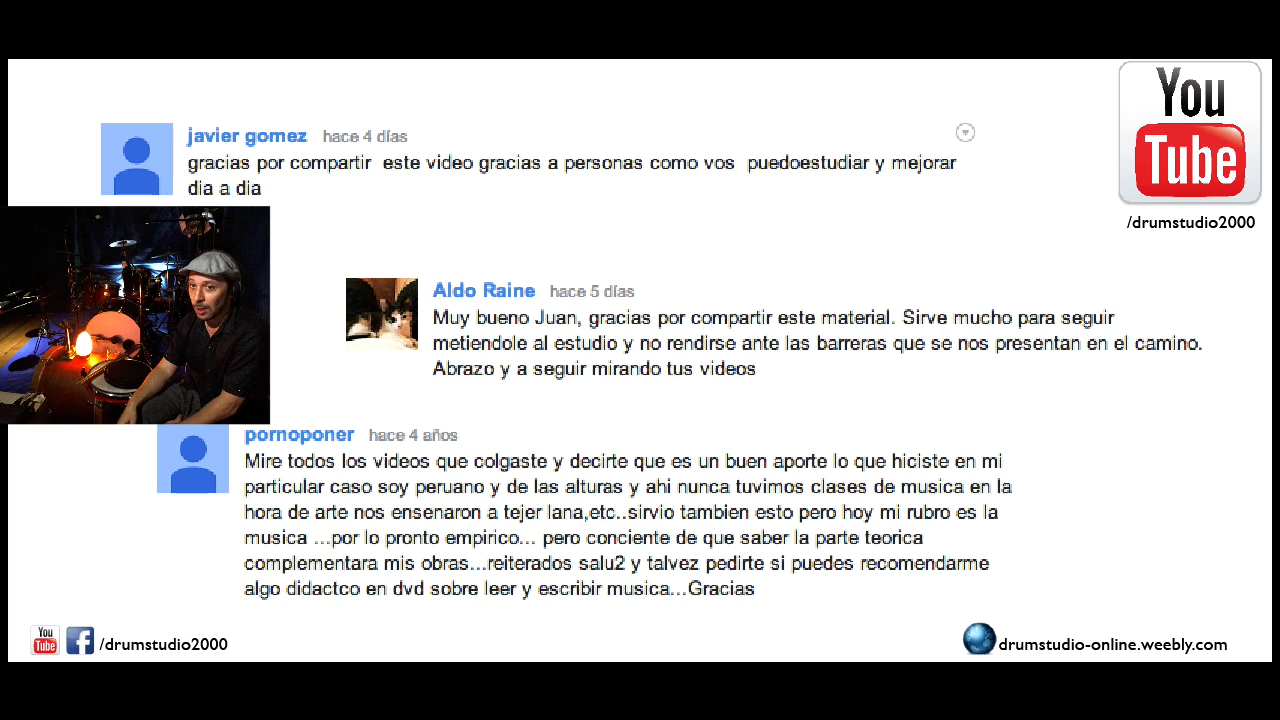 You
Tube
/drumstudio2000
javier gomez hace 4 días
gracias por compartir este video gracias a personas como vos puedoestudiar y mejorar
dia a dia
Aldo Raine hace 5 días
Muy bueno Juan, gracias por compartir este material. Sirve mucho para seguir
metiendole al estudio y no rendirse ante las barreras que se nos presentan en el camino.
Abrazo y a seguir mirando tus videos
pornoponer hace 4 años
Mire todos los videos que colgaste y decirte que es un buen aporte lo que hiciste en mi
particular caso soy peruano y de las alturas y ahi nunca tuvimos clases de musica en la
hora de arte nos ensenaron a tejer lana,etc..sirvio tambien esto pero hoy mi rubro es la
musica ...por lo pronto empirico... pero conciente de que saber la parte teorica
complementara mis obras...reiterados salu2 y talvez pedirte si puedes recomendarme
algo didactco en dvd sobre leer y escribir musica...Gracias
You
Tube
f /drumstudio2000
drumstudio-online.weebly.com